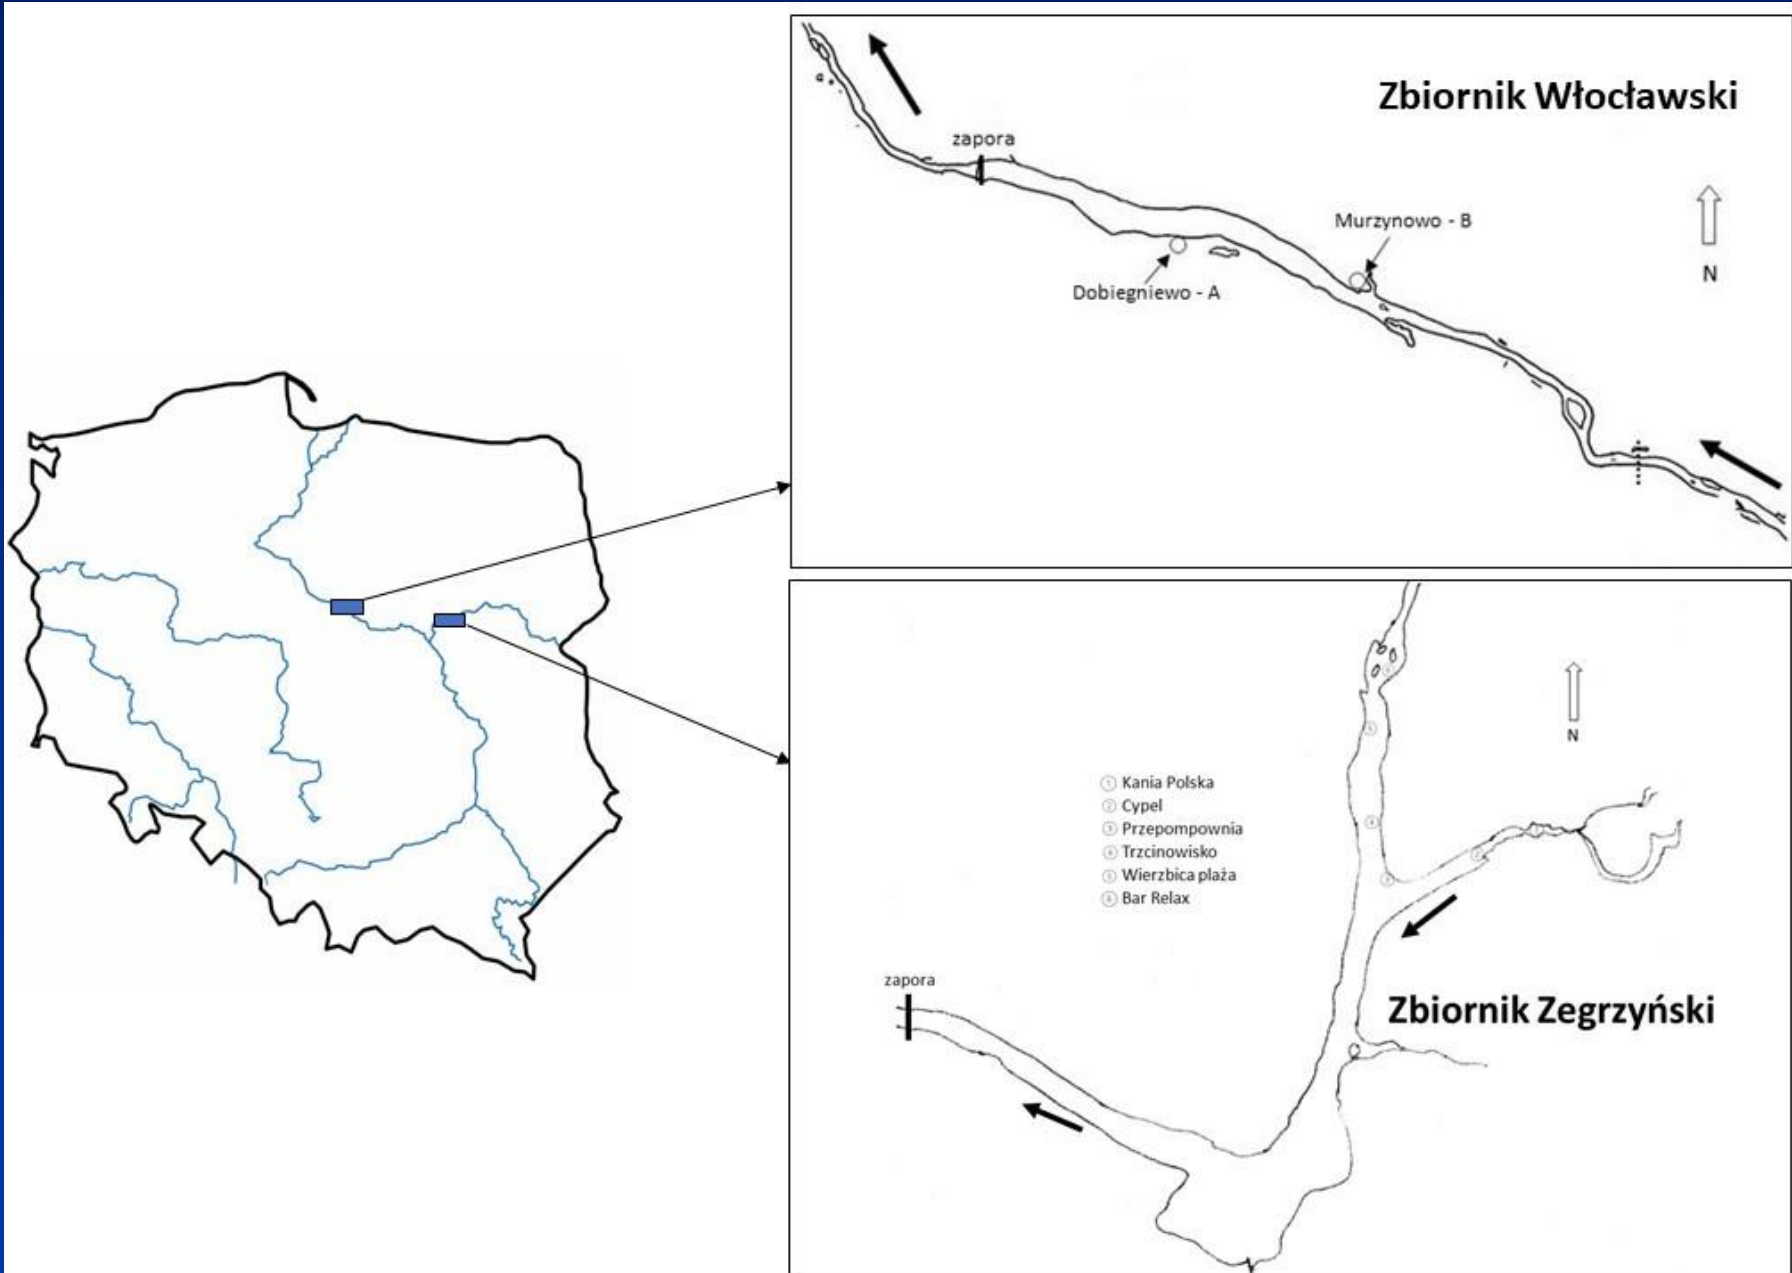 Zbiornik Włocławski
zapora
Murzynowo - B
Dobiegniewo - A
N
N
① Kania Polska
② Cypel
③ Przepompownia
④ Trzcinowisko
⑤ Wierzbica plaża
⑥ Bar Relax
zapora
Zbiornik Zegrzyński